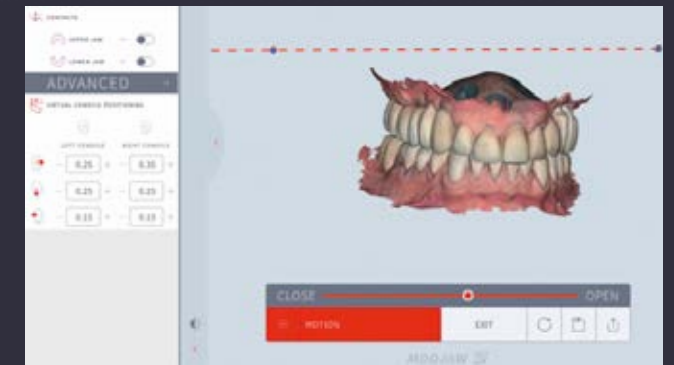 CONTACTS
UPPER JAW
LOWER JAW
ADVANCED
VIRTUAL CONDYLE POSITIONING
LEFT CONDYLE RIGHT CONDYLE
- 0.25 + - 0.35 +
- 0.25 + - 0.25 +
- 0.15 + - 0.15 +
CLOSE OPEN
MOTION EXIT
MODJAW